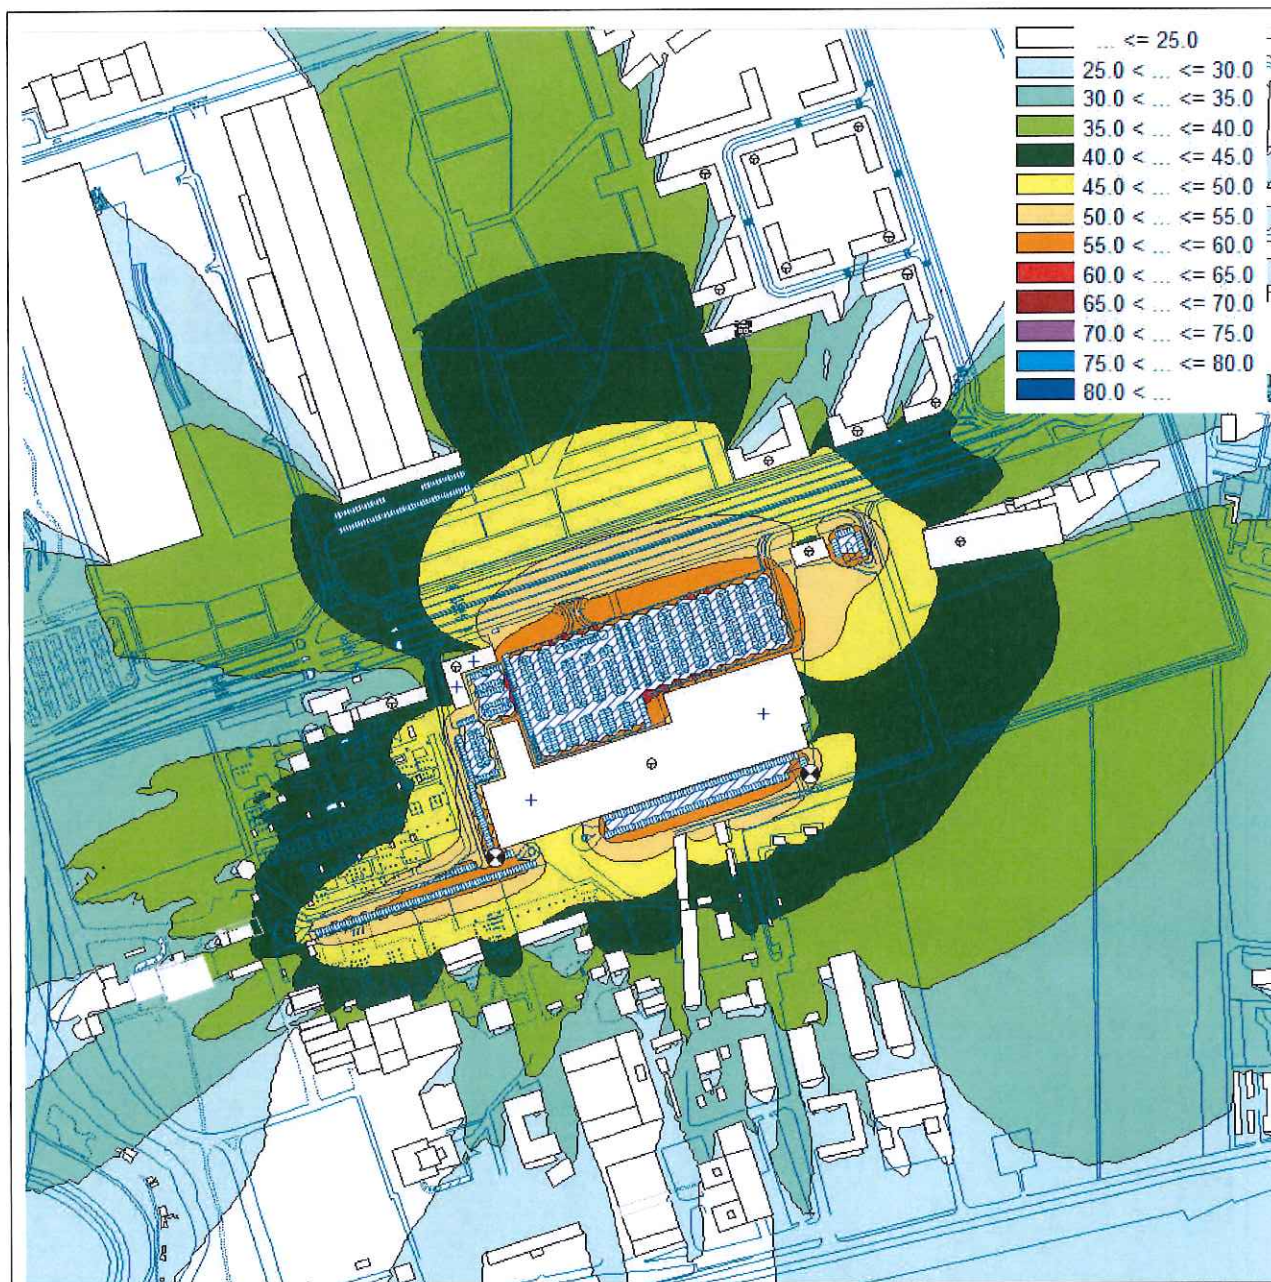 ... <= 25.0
25.0 < ... <= 30.0
30.0 < ... <= 35.0
35.0 < ... <= 40.0
40.0 < ... <= 45.0
45.0 < ... <= 50.0
50.0 < ... <= 55.0
55.0 < ... <= 60.0
60.0 < ... <= 65.0
65.0 < ... <= 70.0
70.0 < ... <= 75.0
75.0 < ... <= 80.0
80.0 < ...